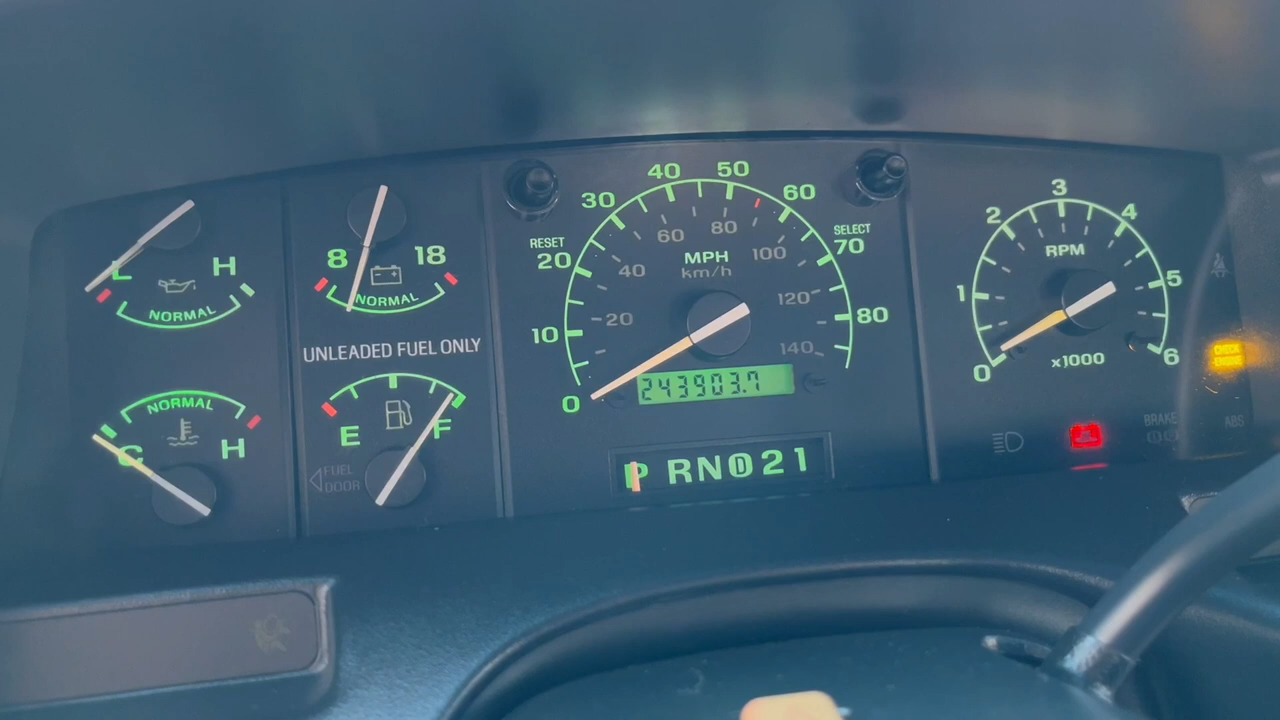 L H
NORMAL
8 18
NORMAL
UNLEADED FUEL ONLY
NORMAL
C H
E F
FUEL
DOOR
RESET
SELECT
0 10 20 30 40 50 60 70 80
20 40 60 80 100 120 140
MPH
km/h
243903.7
P R N D 2 1
0 1 2 3 4 5 6
RPM
x1000
CHECK
ENGINE
BRAKE
ABS